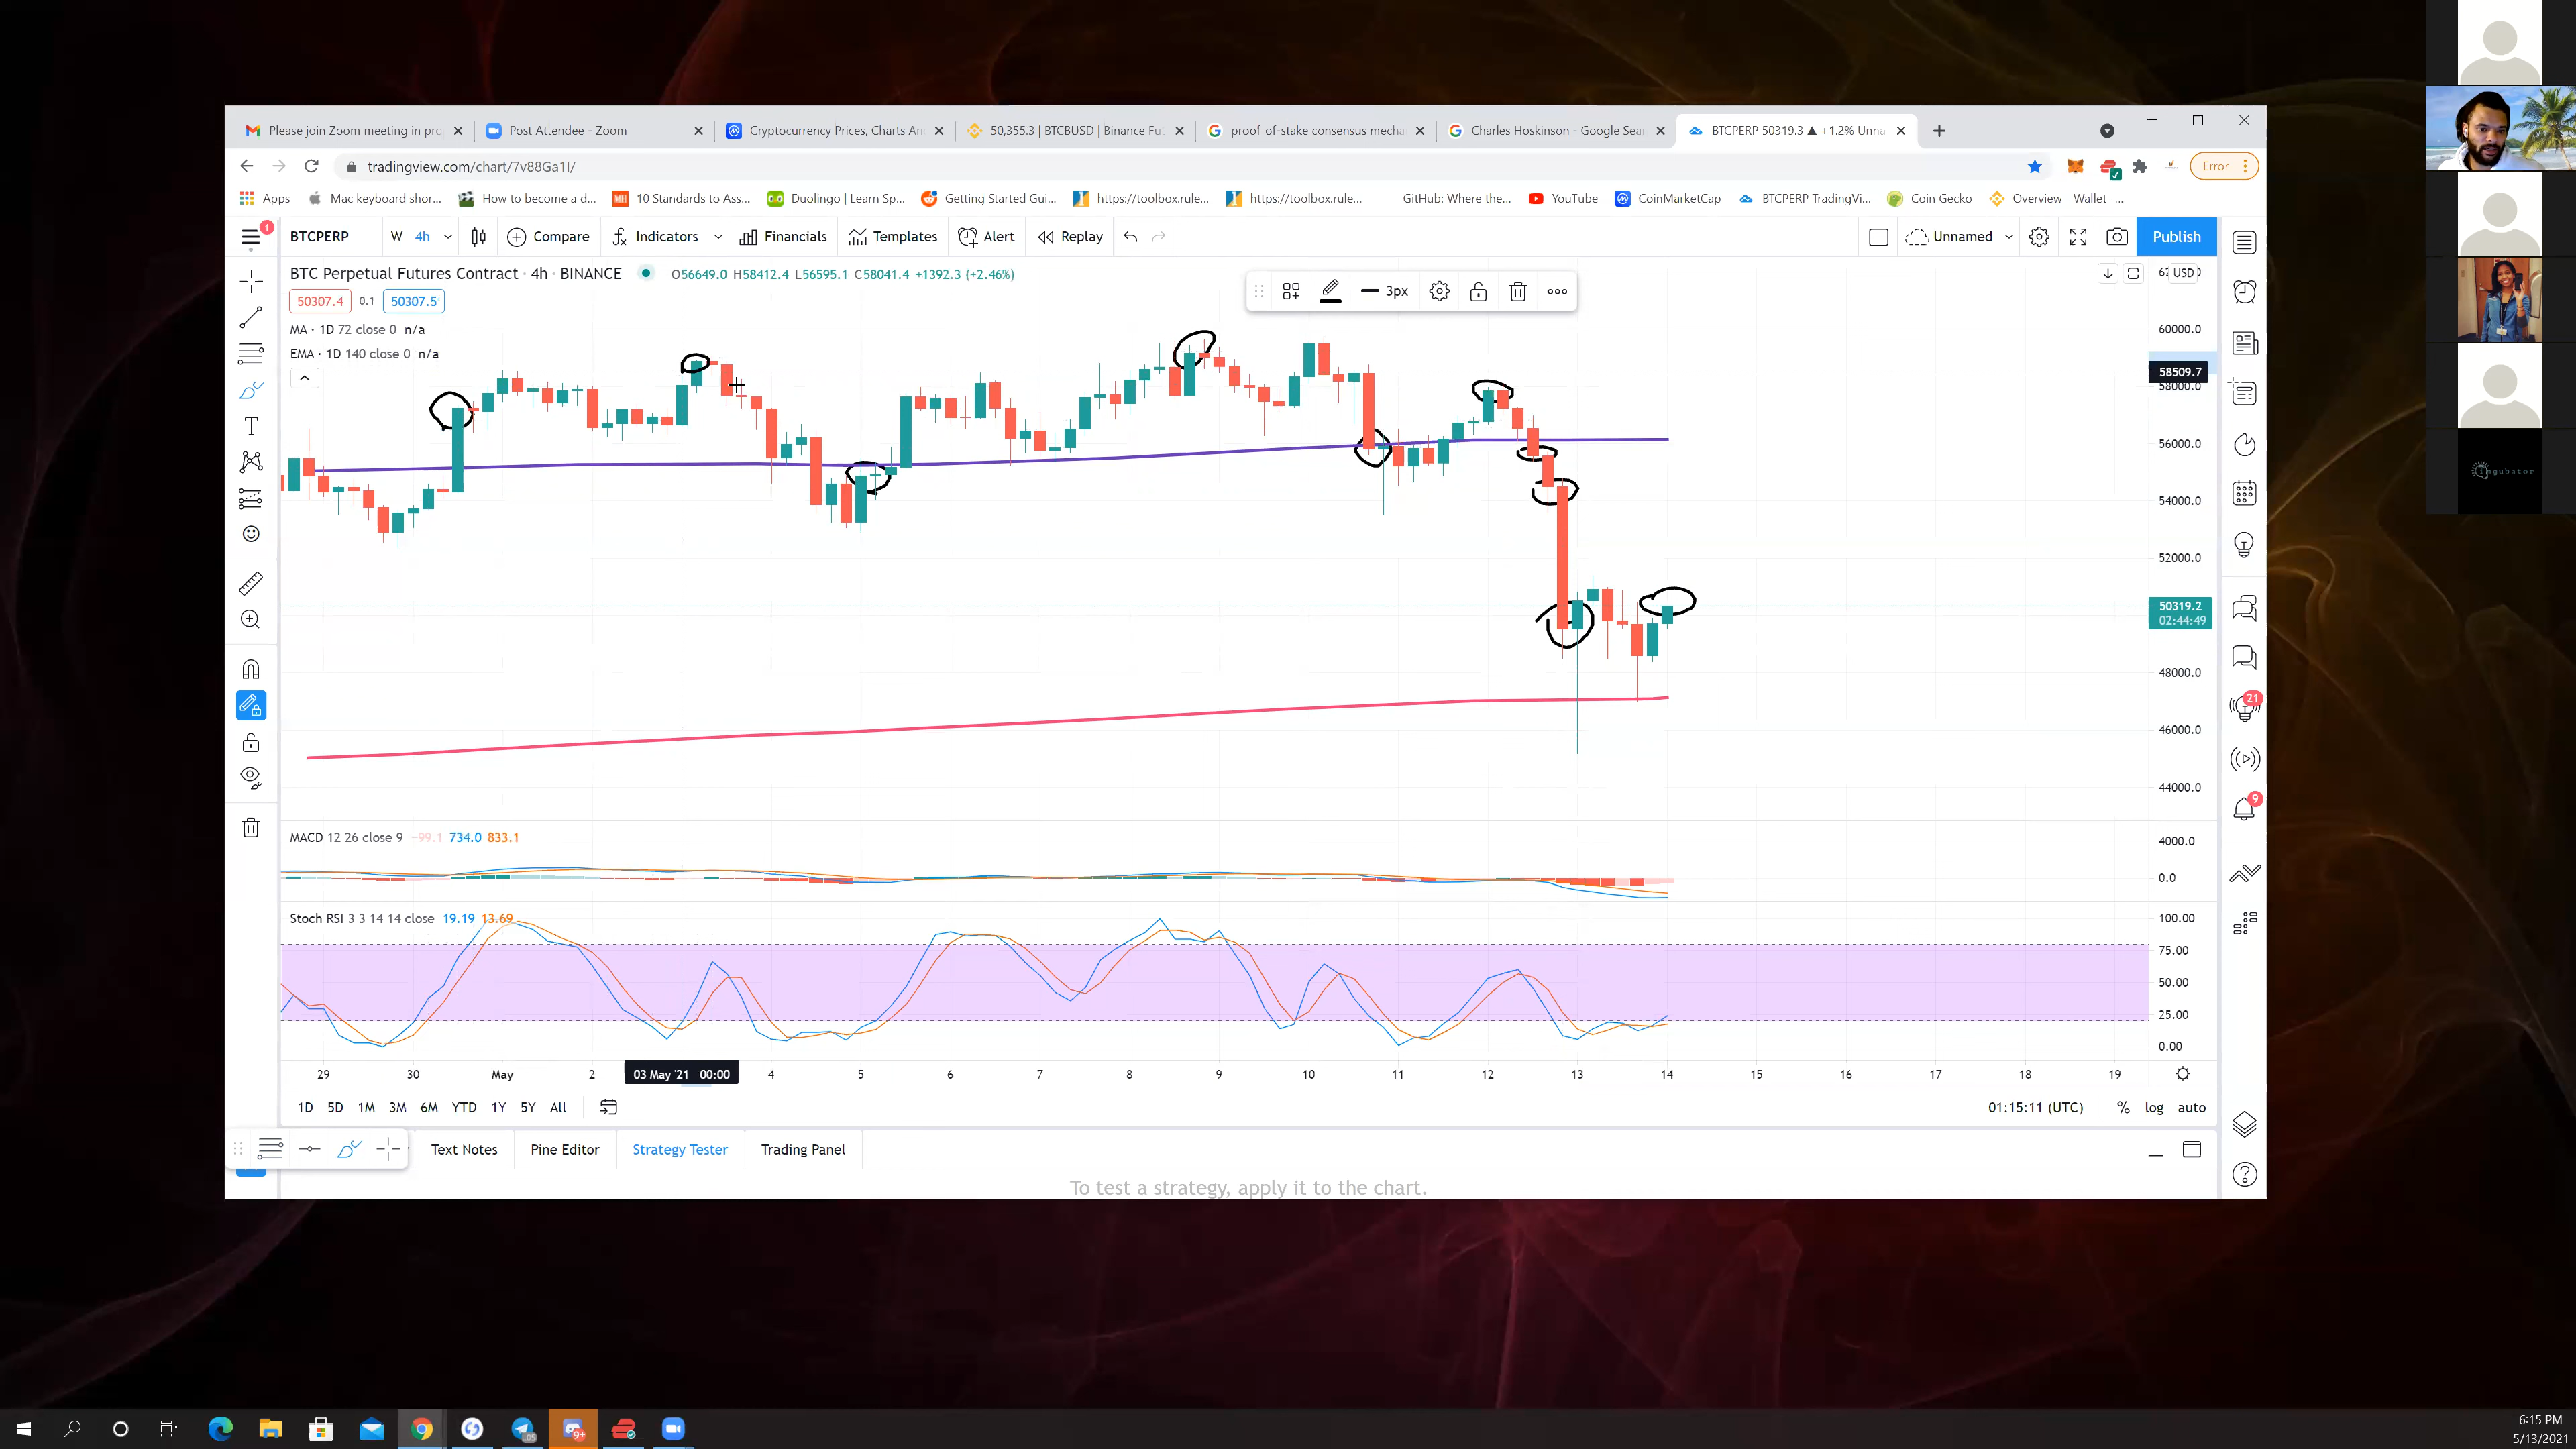 Please join Zoom meeting in pro
Post Attendee - Zoom
Cryptocurrency Prices, Charts An
50,355.3 | BTCBUSD | Binance Fut
proof-of-stake consensus mecha
Charles Hoskinson - Google Sea
BTCPERP 50319.3 ▲ +1.2% Unna
tradingview.com/chart/7v88Ga1I/
Error
Apps
Mac keyboard shor...
How to become a d...
10 Standards to Ass...
Duolingo | Learn Sp...
Getting Started Gui...
https://toolbox.rule...
https://toolbox.rule...
GitHub: Where the...
YouTube
CoinMarketCap
BTCPERP TradingVi...
Coin Gecko
Overview - Wallet -...
1
BTCPERP
W
4h
Compare
Indicators
Financials
Templates
Alert
Replay
Unnamed
Publish
BTC Perpetual Futures Contract · 4h · BINANCE
O56649.0 H58412.4 L56595.1 C58041.4 +1392.3 (+2.46%)
50307.4
0.1
50307.5
3px
USD
MA · 1D 72 close 0 n/a
EMA · 1D 140 close 0 n/a
60000.0
58509.7
58000.0
56000.0
54000.0
52000.0
50319.2
02:44:49
48000.0
46000.0
44000.0
MACD 12 26 close 9 −99.1 734.0 833.1
4000.0
0.0
Stoch RSI 3 3 14 14 close 19.19 13.69
100.00
75.00
50.00
25.00
0.00
29
30
May
2
03 May '21 00:00
4
5
6
7
8
9
10
11
12
13
14
15
16
17
18
19
1D
5D
1M
3M
6M
YTD
1Y
5Y
All
01:15:11 (UTC)
%
log
auto
Text Notes
Pine Editor
Strategy Tester
Trading Panel
To test a strategy, apply it to the chart.
21
9
ingubator
9+
6:15 PM
5/13/2021